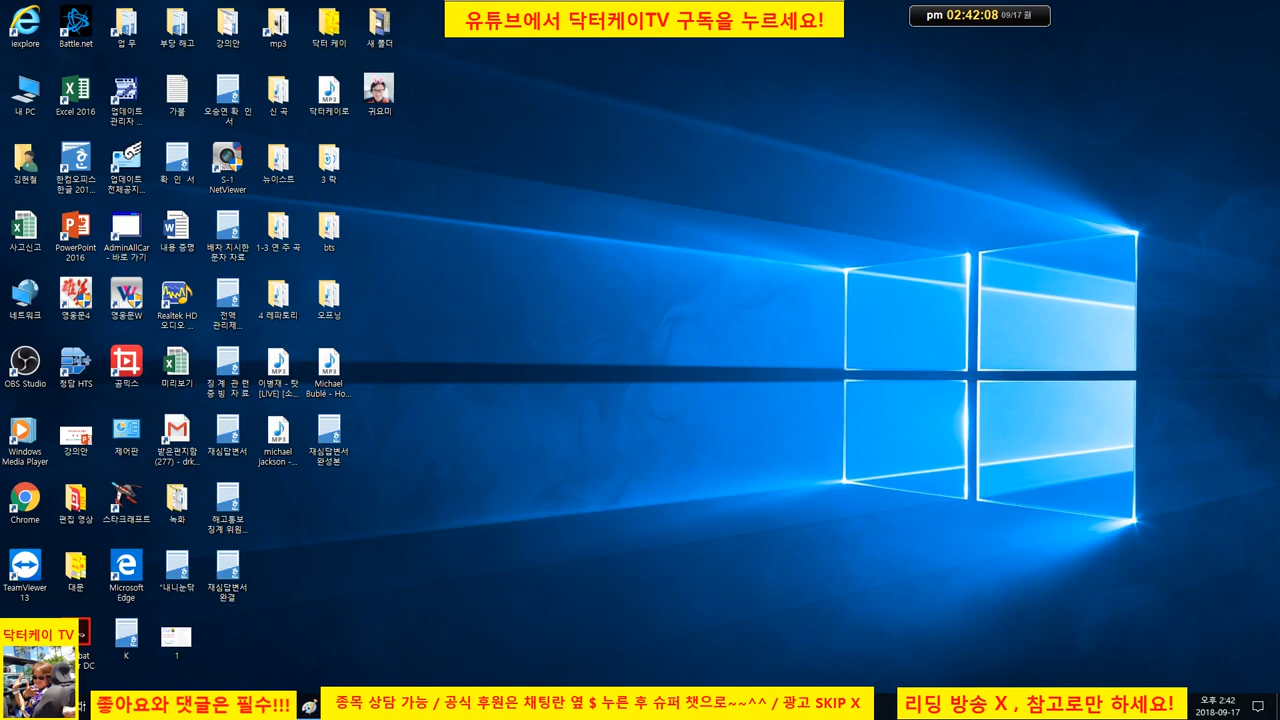 유튜브에서 닥터케이TV 구독을 누르세요!
pm 02:42:08 09/17 월
iexplore
Battle.net
업 무
부당 해고
강의안
mp3
닥터 케이
새 폴더
내 PC
Excel 2016
업데이트
관리자 ...
가불
오승연 확 인
서
신 곡
MP3
닥터케이로
귀요미
김현철
한컴오피스
한글 201...
업데이트
전체공지...
확 인 서
S-1
NetViewer
뉴이스트
3 락
사고신고
PowerPoint
2016
AdminAllCar
- 바로 가기
내용 증명
배차 지시한
문자 자료
1-3 연 주 곡
bts
네트워크
영웅문4
영웅문W
Realtek HD
오디오 ...
전액
관리제...
4 레파토리
오프닝
OBS Studio
청담 HTS
곰믹스
미리보기
징 계 관 련
증 빙 자 료
MP3
이병재 - 탓
[LIVE] [소...
MP3
Michael
Bublé - Ho...
Windows
Media Player
강의안
제어판
받은편지함
(277) - drk...
재심답변서
MP3
michael
jackson -...
재심답변서
완성본
Chrome
편집 영상
스타크래프트
녹화
해고통보
징계 위원...
TeamViewer
13
대문
Microsoft
Edge
"내니눈닦
재심답변서
완결
닥터케이 TV
bat
r DC
K
1
좋아요와 댓글은 필수!!!
종목 상담 가능 / 공식 후원은 채팅란 옆 $ 누른 후 슈퍼 챗으로~~^^ / 광고 SKIP X
리딩 방송 X , 참고로만 하세요!
오후 2:42
2018-09-17